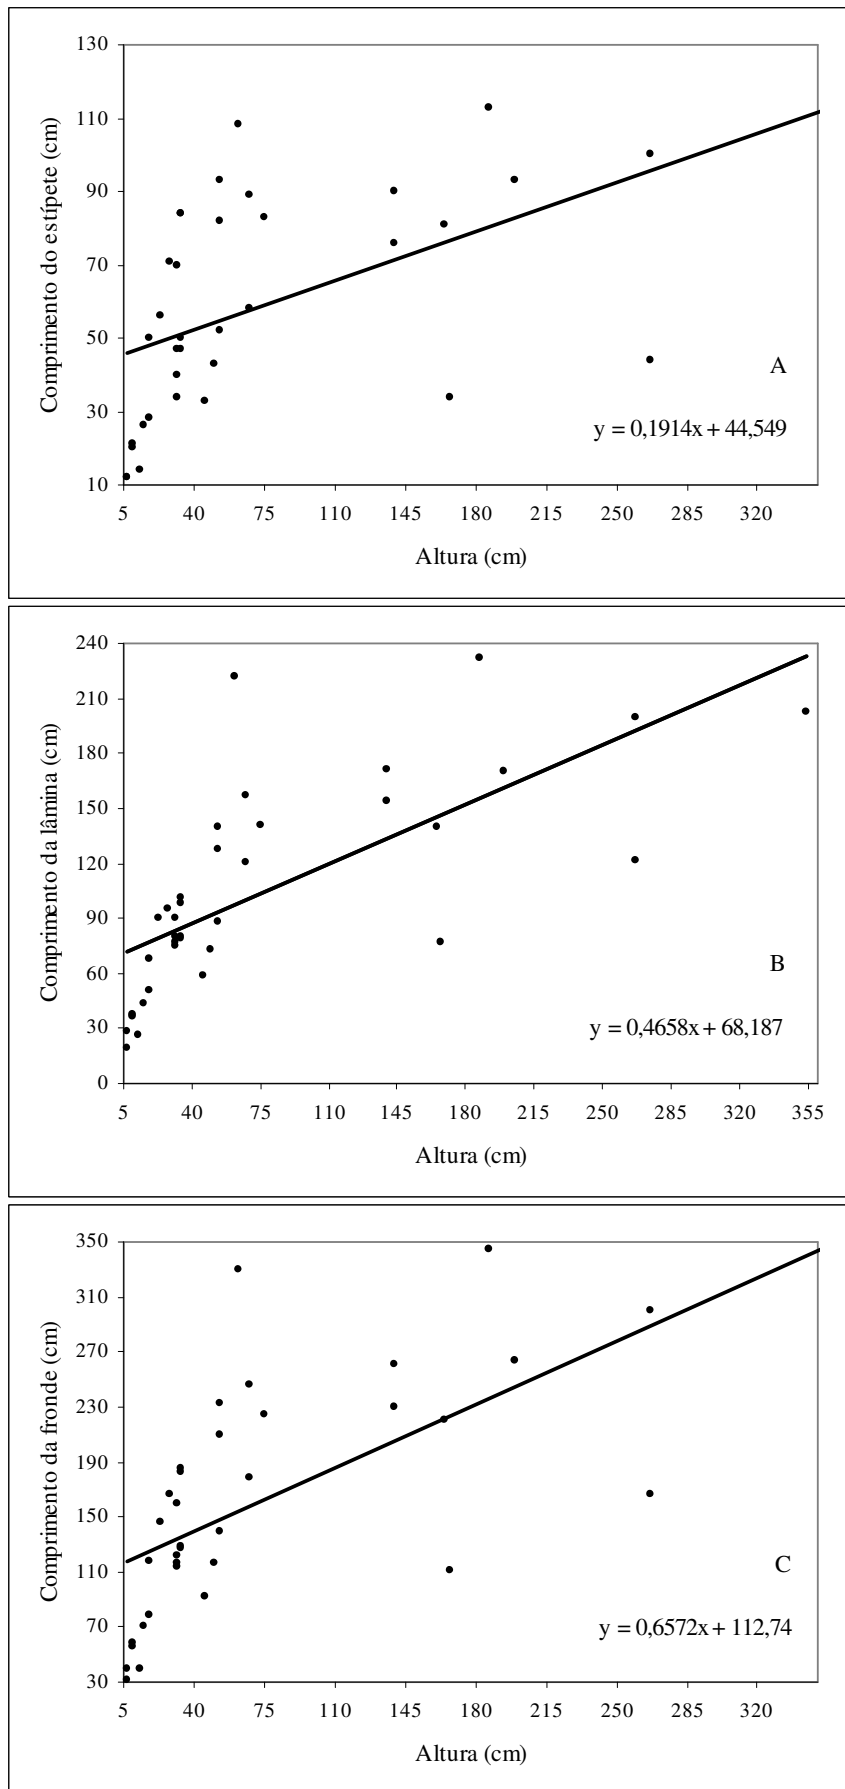 130
110
90
70
50
30
10
Comprimento do estípete (cm)
A
y = 0,1914x + 44,549
5 40 75 110 145 180 215 250 285 320
Altura (cm)
240
210
180
150
120
90
60
30
0
Comprimento da lâmina (cm)
B
y = 0,4658x + 68,187
5 40 75 110 145 180 215 250 285 320 355
Altura (cm)
350
310
270
230
190
150
110
70
30
Comprimento da fronde (cm)
C
y = 0,6572x + 112,74
5 40 75 110 145 180 215 250 285 320
Altura (cm)